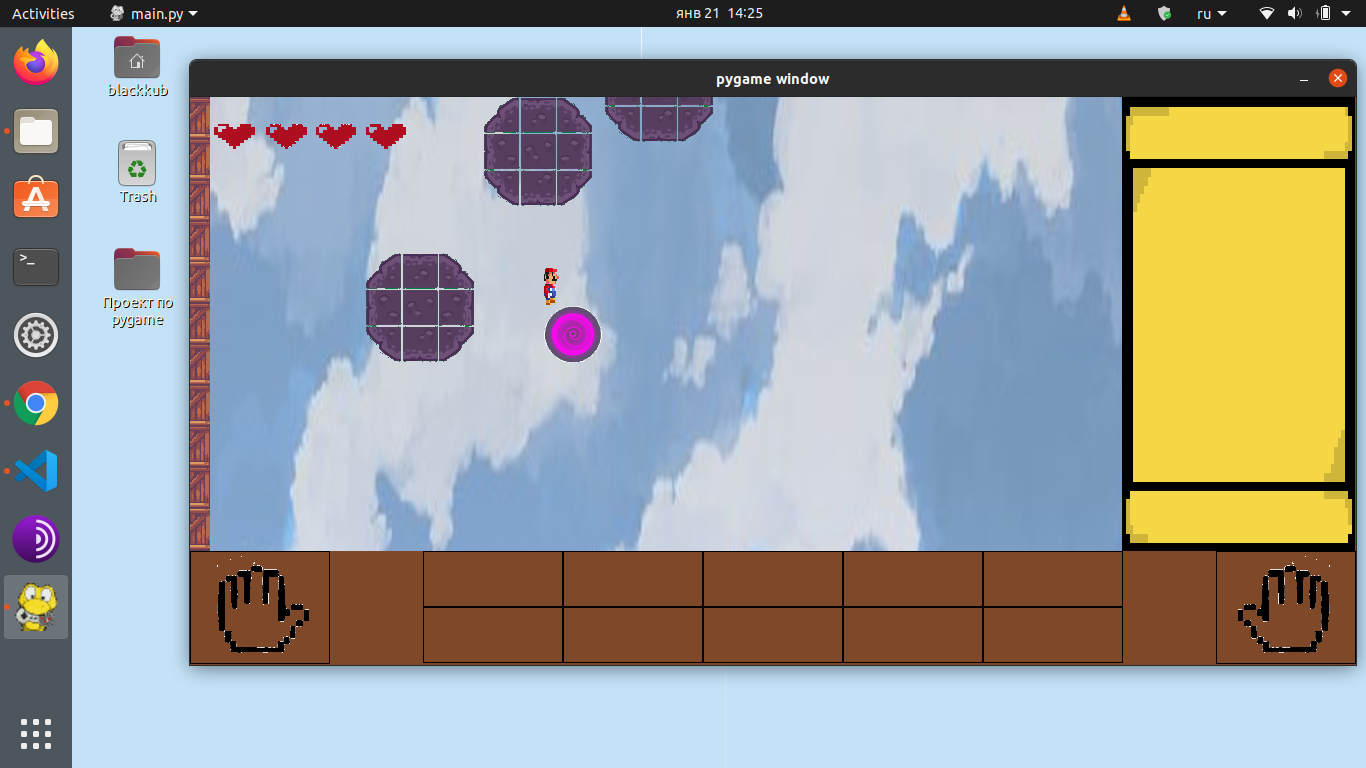 Activities
main.py
янв 21 14:25
ru
blackkub
pygame window
Trash
Проект по
pygame
>_